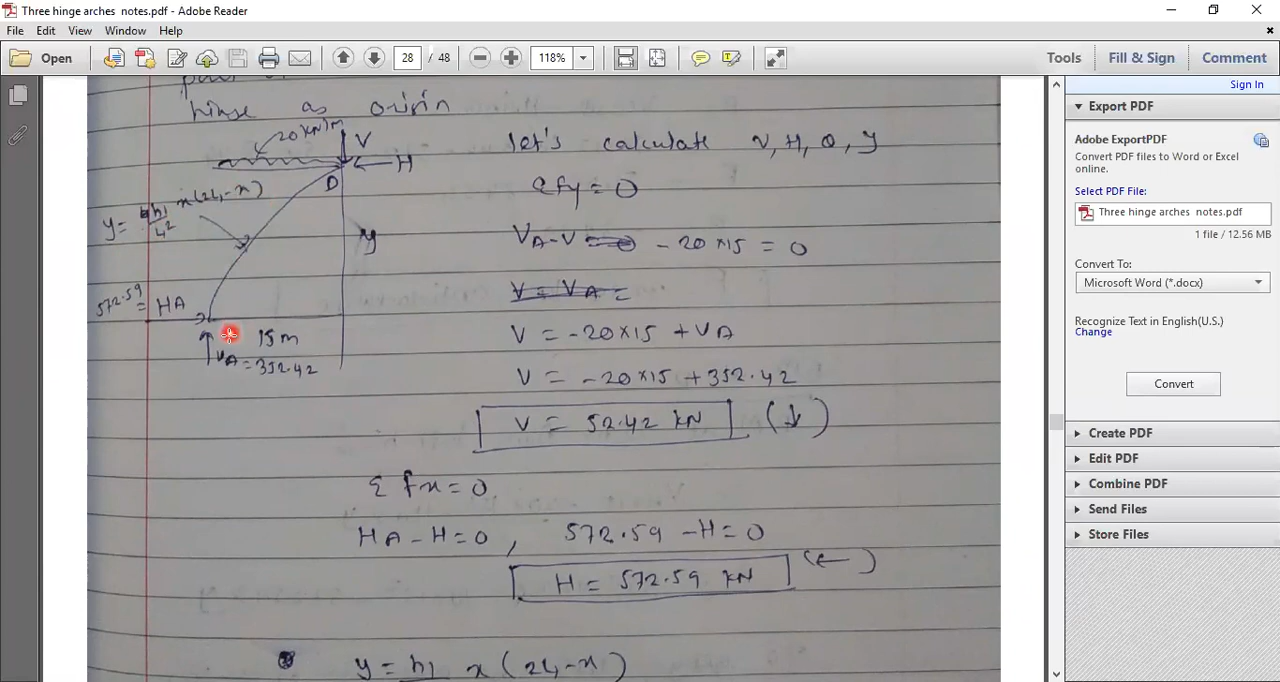 Three hinge arches notes.pdf - Adobe Reader
File Edit View Window Help
Open 28 / 48 118% Tools Fill & Sign Comment
Sign In
Export PDF
Adobe ExportPDF
Convert PDF files to Word or Excel
online.
Select PDF File:
Three hinge arches notes.pdf
1 file / 12.56 MB
Convert To:
Microsoft Word (*.docx)
Recognize Text in English(U.S.)
Change
Convert
Create PDF
Edit PDF
Combine PDF
Send Files
Store Files
hinse as origin
20 kN/m V
H
D
y
572.59 = HA
15m
VA = 352.42
let's calculate V, H, Q, y
Σfy = 0
VA - V - 20 × 15 = 0
V = VA =
V = -20×15 + VA
V = -20×15 + 352.42
V = 52.42 kN (↓)
Σ fx = 0
HA - H = 0 , 572.59 - H = 0
H = 572.59 kN (←)